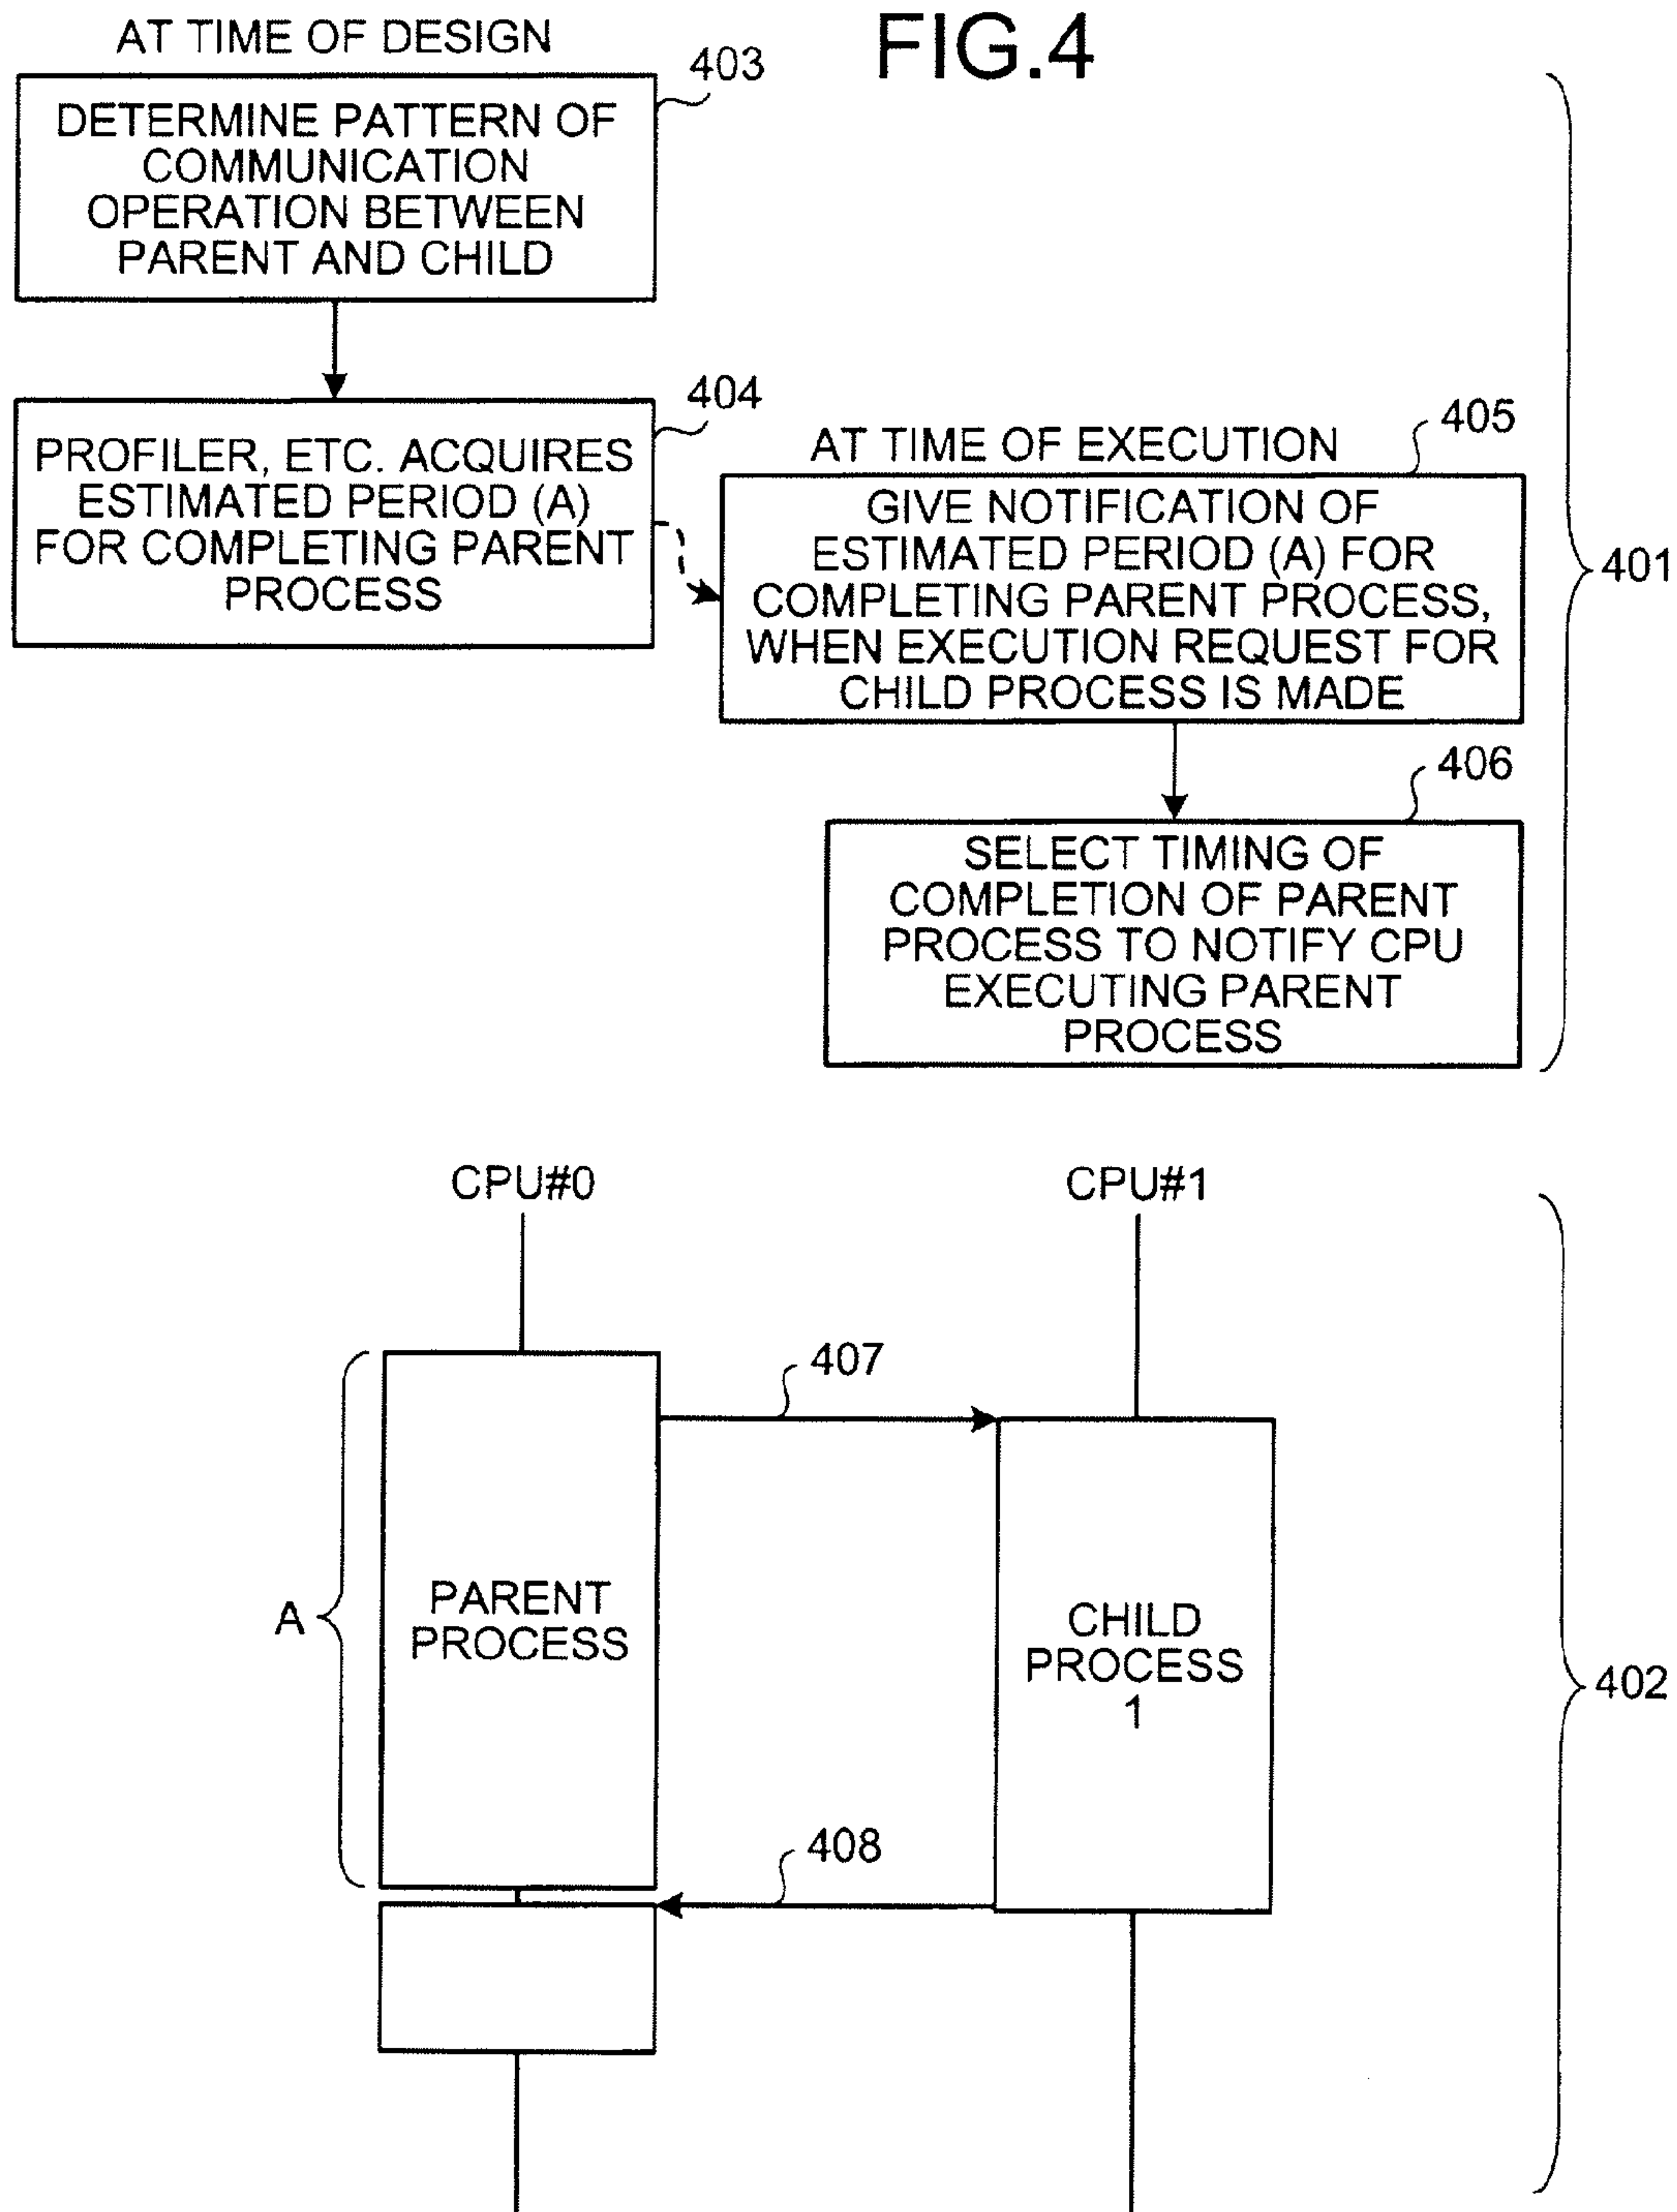 FIG.4
AT TIME OF DESIGN
403
DETERMINE PATTERN OF
COMMUNICATION
OPERATION BETWEEN
PARENT AND CHILD
404
PROFILER, ETC. ACQUIRES
ESTIMATED PERIOD (A)
FOR COMPLETING PARENT
PROCESS
AT TIME OF EXECUTION
405
GIVE NOTIFICATION OF
ESTIMATED PERIOD (A) FOR
COMPLETING PARENT PROCESS,
WHEN EXECUTION REQUEST FOR
CHILD PROCESS IS MADE
401
406
SELECT TIMING OF
COMPLETION OF PARENT
PROCESS TO NOTIFY CPU
EXECUTING PARENT
PROCESS
CPU#0
CPU#1
407
A
PARENT
PROCESS
CHILD
PROCESS
1
402
408